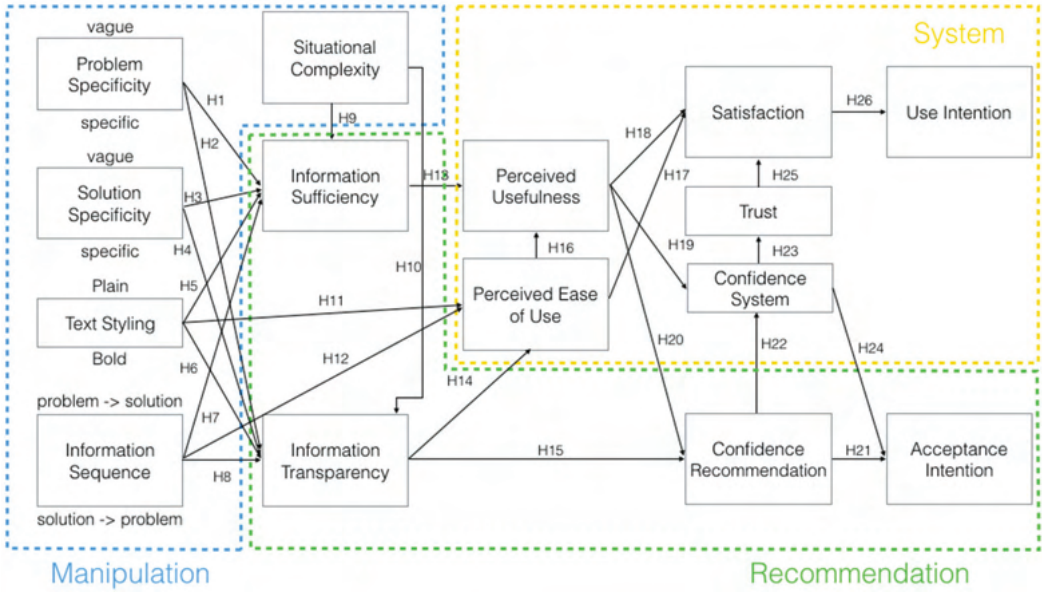 System
vague
Problem
Specificity
specific
Situational
Complexity
H1
H2
H9
vague
Solution
Specificity
specific
H3
H4
Information
Sufficiency
H13
Perceived
Usefulness
H18
H17
Satisfaction
H26
Use Intention
H25
Trust
H19
H23
Confidence
System
H16
H10
Plain
Text Styling
Bold
H5
H11
Perceived Ease
of Use
H6
H12
H20
H22
H24
H14
problem -> solution
Information
Sequence
solution -> problem
H7
H8
Information
Transparency
H15
Confidence
Recommendation
H21
Acceptance
Intention
Manipulation
Recommendation